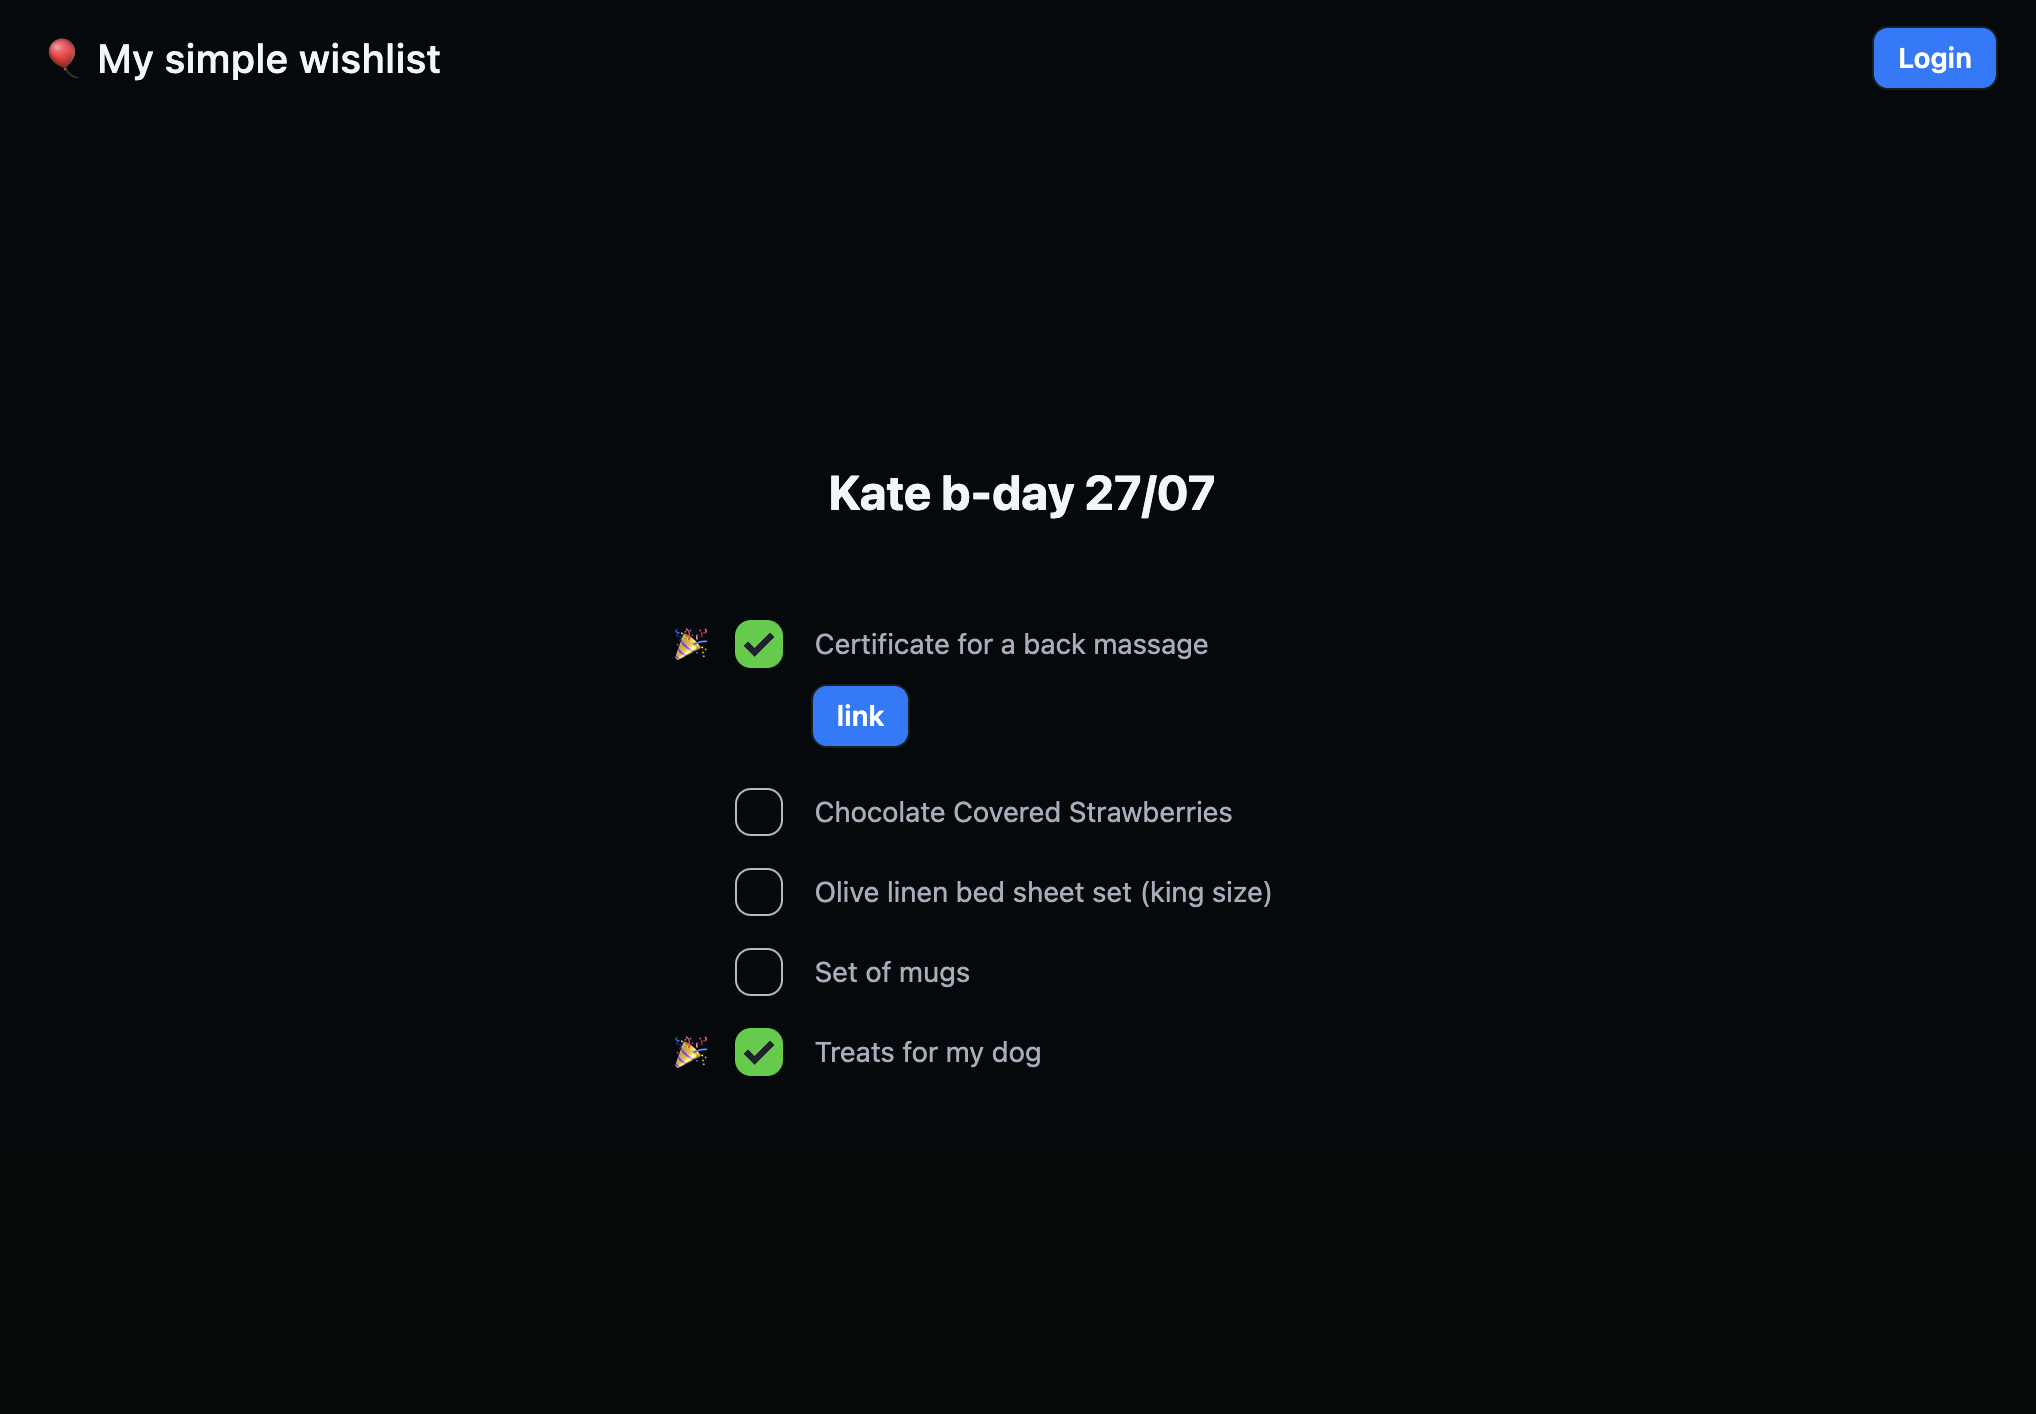 My simple wishlist
Login
Kate b-day 27/07
Certificate for a back massage
link
Chocolate Covered Strawberries
Olive linen bed sheet set (king size)
Set of mugs
Treats for my dog